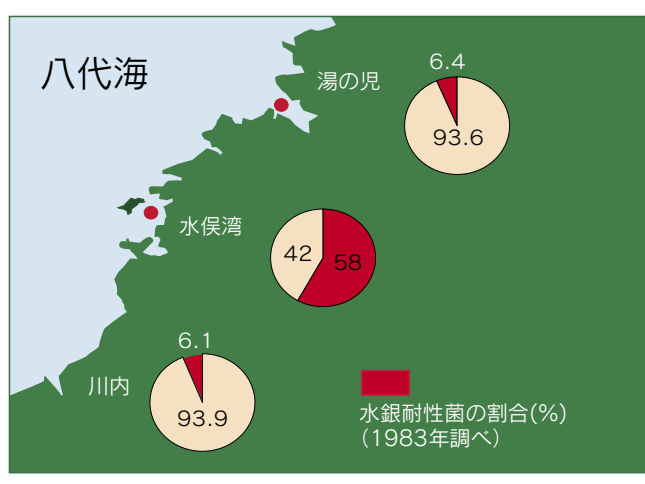 八代海
湯の児
6.4
93.6
水俣湾
42
58
6.1
川内
93.9
水銀耐性菌の割合(%)
(1983年調べ)